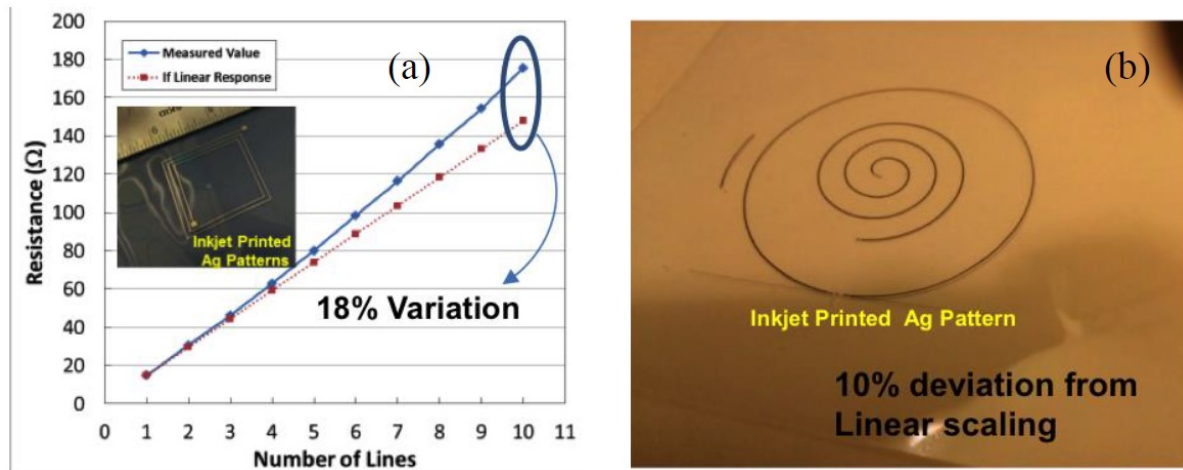 200
180
160
140
120
100
80
60
40
20
0
Resistance (Ω)
Measured Value
If Linear Response
(a)
Inkjet Printed
Ag Patterns
18% Variation
0 1 2 3 4 5 6 7 8 9 10 11
Number of Lines
(b)
Inkjet Printed Ag Pattern
10% deviation from
Linear scaling